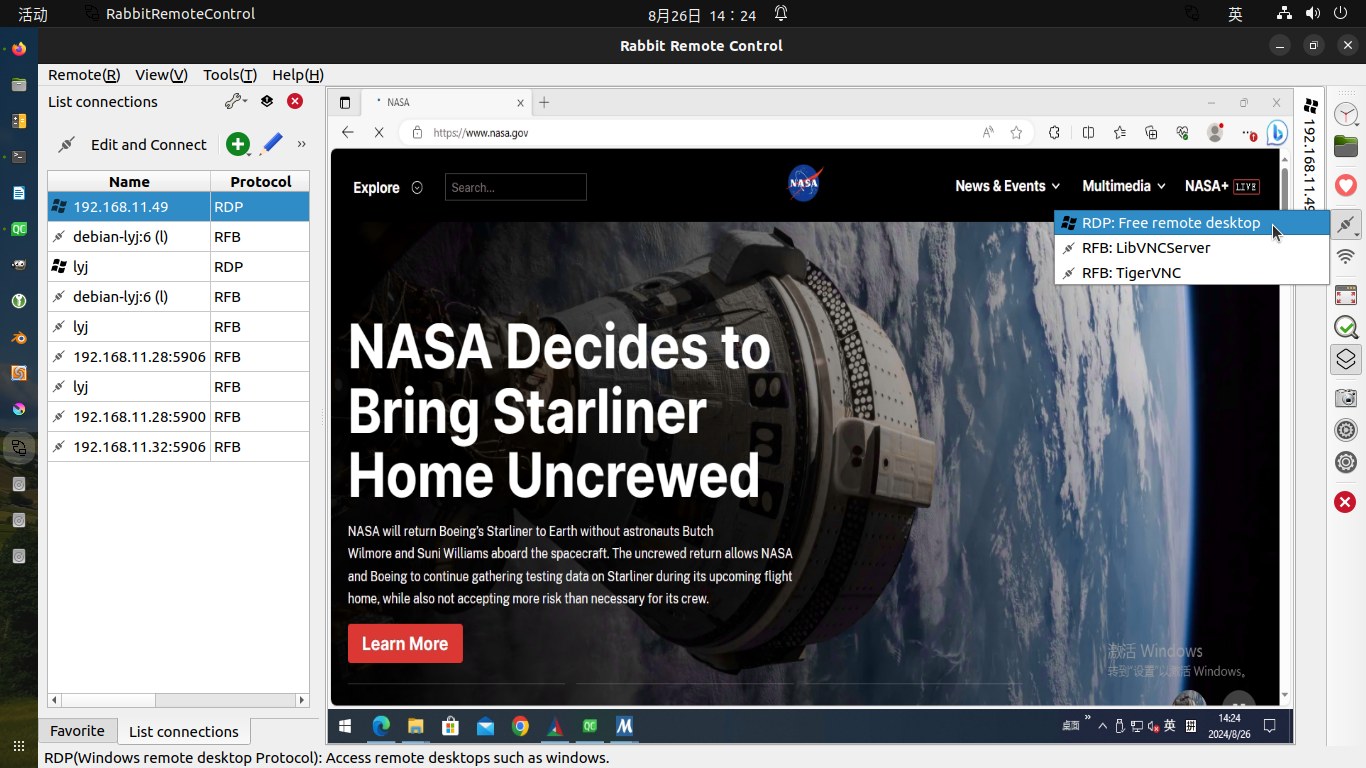 活动 RabbitRemoteControl 8月26日 14：24 英
Rabbit Remote Control
Remote(R) View(V) Tools(T) Help(H)
List connections
Edit and Connect »
Name Protocol
192.168.11.49 RDP
debian-lyj:6 (l) RFB
lyj RDP
debian-lyj:6 (l) RFB
lyj RFB
192.168.11.28:5906 RFB
lyj RFB
192.168.11.28:5900 RFB
192.168.11.32:5906 RFB
Favorite List connections
RDP(Windows remote desktop Protocol): Access remote desktops such as windows.
NASA
https://www.nasa.gov
Explore Search... NASA News & Events Multimedia NASA+ LIVE
NASA Decides to
Bring Starliner
Home Uncrewed
NASA will return Boeing's Starliner to Earth without astronauts Butch
Wilmore and Suni Williams aboard the spacecraft. The uncrewed return allows NASA
and Boeing to continue gathering testing data on Starliner during its upcoming flight
home, while also not accepting more risk than necessary for its crew.
Learn More
激活 Windows
转到"设置"以激活 Windows。
桌面 » 英 拼 14:24
2024/8/26
192.168.11.49
RDP: Free remote desktop
RFB: LibVNCServer
RFB: TigerVNC